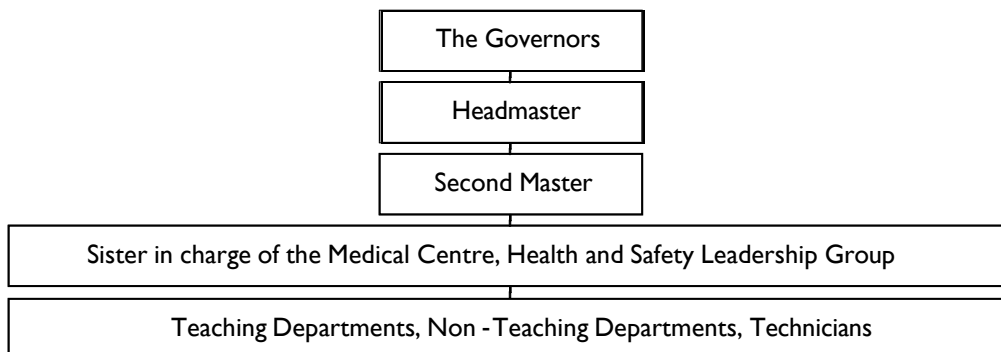 The Governors
Headmaster
Second Master
Sister in charge of the Medical Centre, Health and Safety Leadership Group
Teaching Departments, Non -Teaching Departments, Technicians